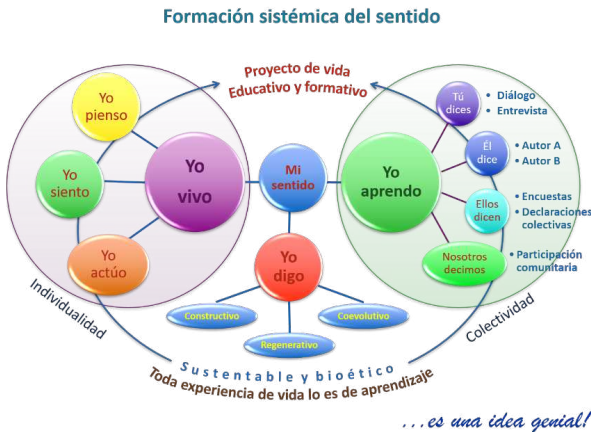 Formación sistémica del sentido
Proyecto de vida
Educativo y formativo
Yo
pienso
Yo
siento
Yo
actúo
Yo
vivo
Individualidad
Mi
sentido
Yo
digo
Constructivo
Regenerativo
Coevolutivo
Yo
aprendo
Tú
dices
• Diálogo
• Entrevista
Él
dice
• Autor A
• Autor B
Ellos
dicen
• Encuestas
• Declaraciones
colectivas
Nosotros
decimos
• Participación
comunitaria
Colectividad
Sustentable y bioético
Toda experiencia de vida lo es de aprendizaje
...es una idea genial!